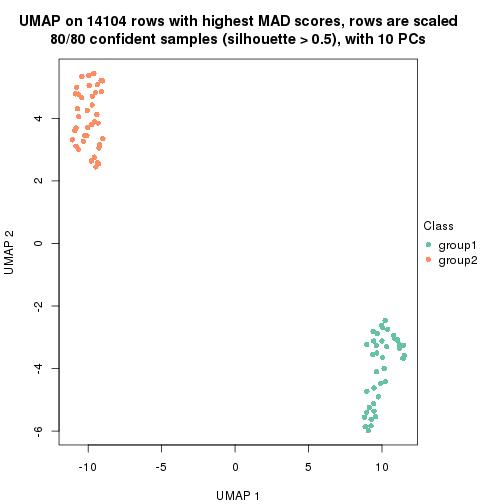 UMAP on 14104 rows with highest MAD scores, rows are scaled
80/80 confident samples (silhouette > 0.5), with 10 PCs
4
2
0
-2
-4
-6
UMAP 2
Class
group1
group2
-10 -5 0 5 10
UMAP 1